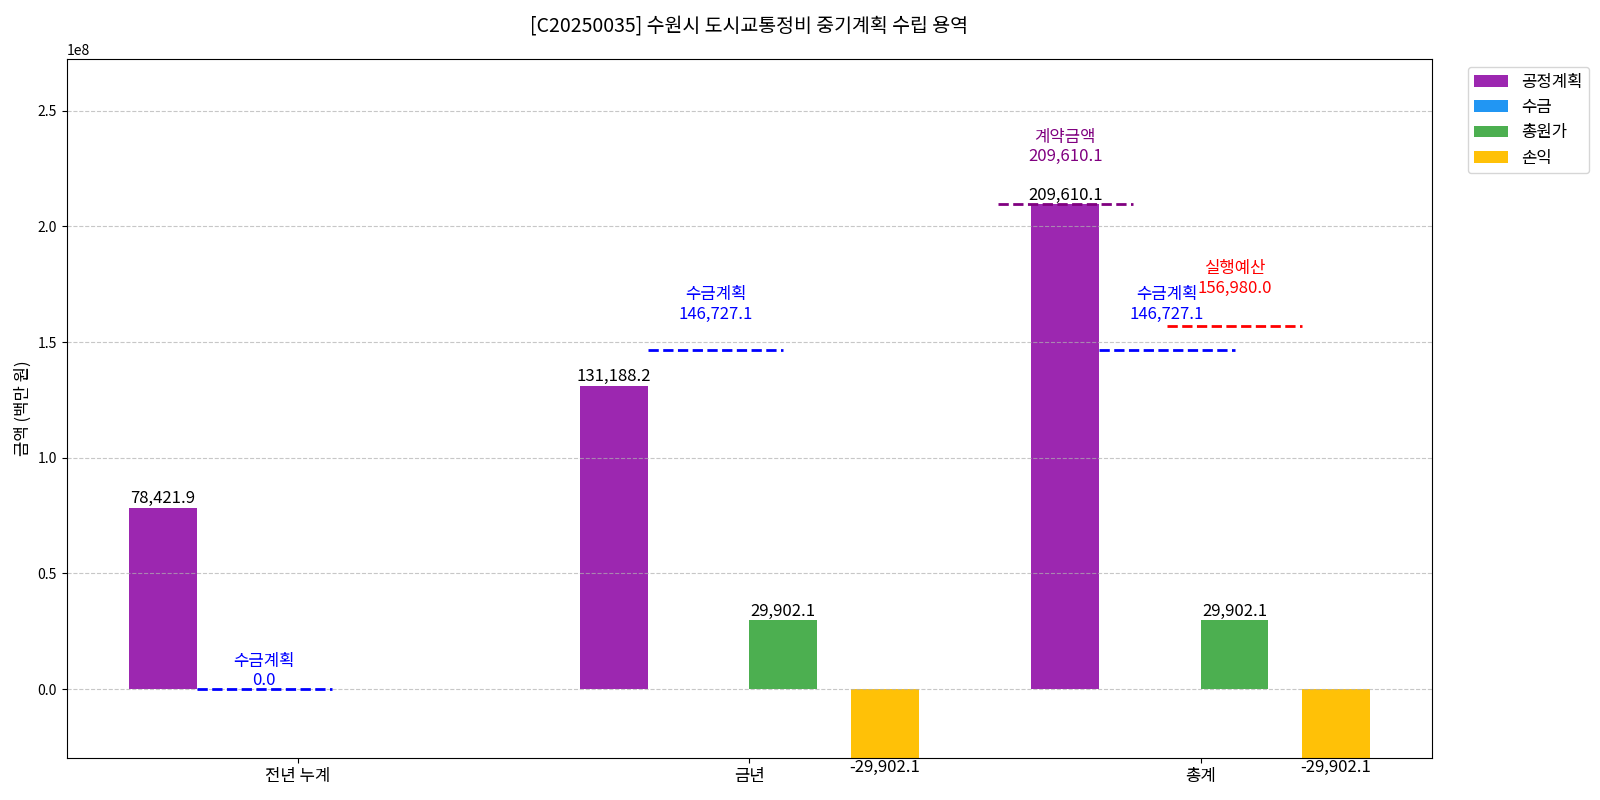 [C20250035] 수원시 도시교통정비 중기계획 수립 용역
1e8
금액 (백만 원)
2.5
2.0
1.5
1.0
0.5
0.0
78,421.9
수금계획
0.0
131,188.2
수금계획
146,727.1
29,902.1
-29,902.1
계약금액
209,610.1
209,610.1
수금계획
146,727.1
실행예산
156,980.0
29,902.1
-29,902.1
전년 누계
금년
총계
공정계획
수금
총원가
손익